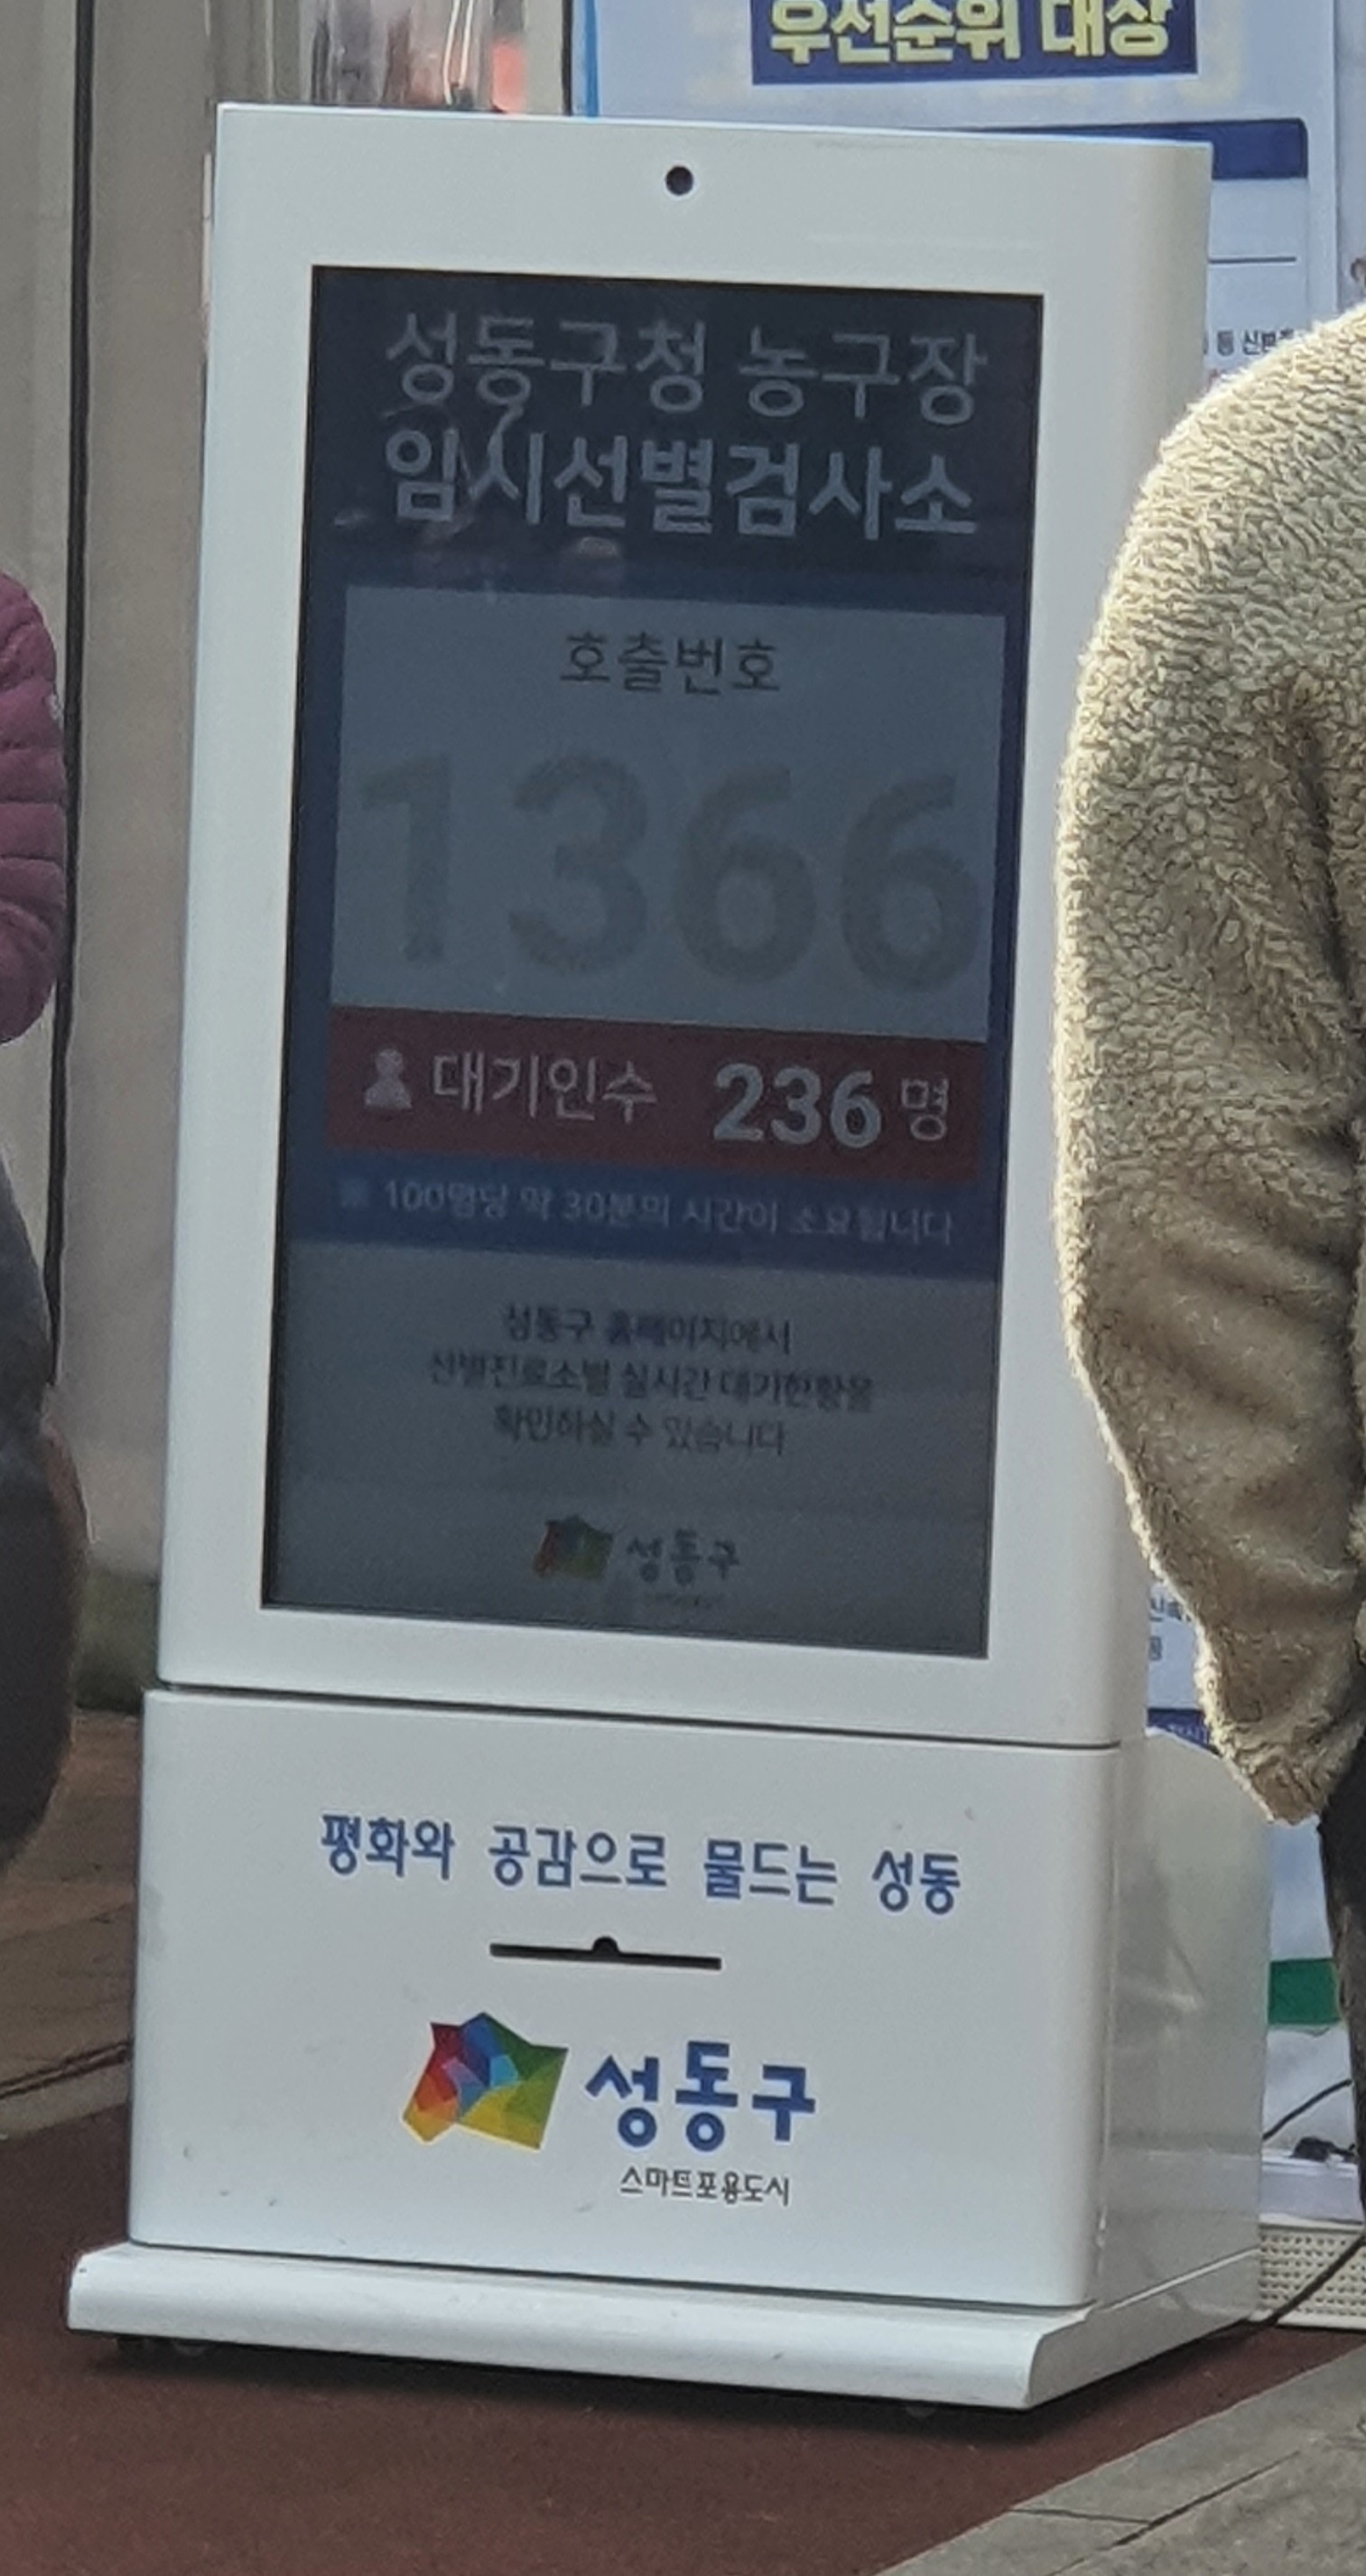 우선순위 대상
등
성동구청 농구장
임시선별검사소
호출번호
1366
대기인수 236 명
※ 100명당 약 30분의 시간이 소요됩니다
성동구 홈페이지에서
선별진료소별 실시간 대기현황을
확인하실 수 있습니다
성동구
평화와 공감으로 물드는 성동
성동구
스마트포용도시